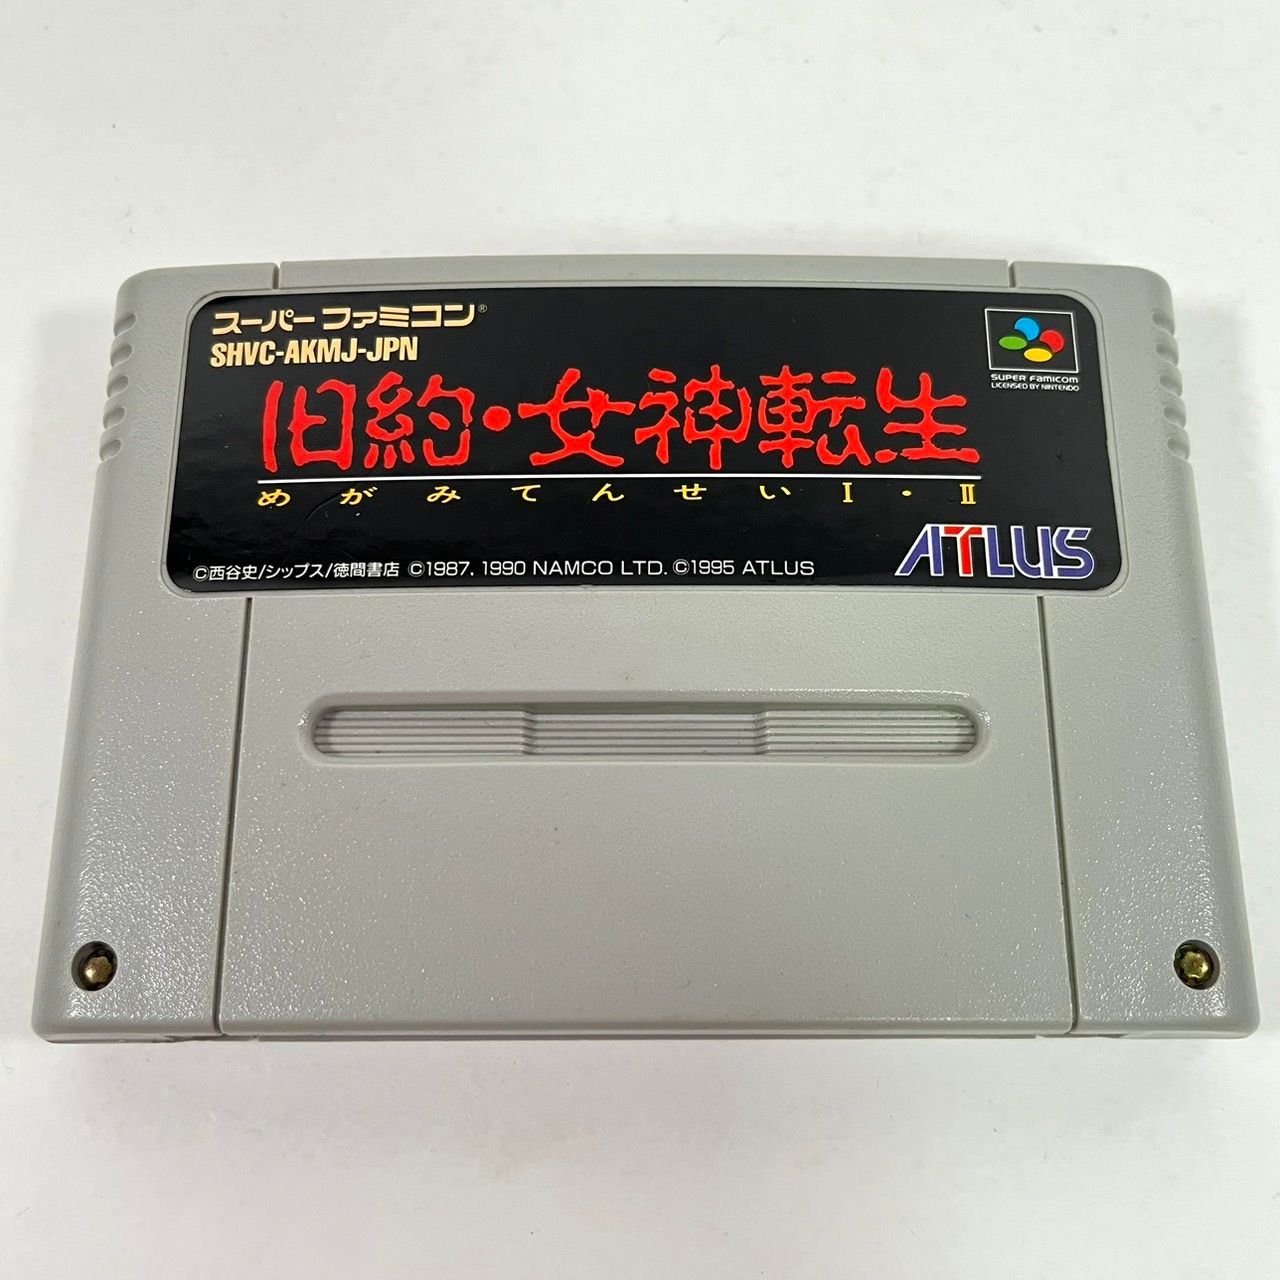 スーパーファミコン®
SHVC-AKMJ-JPN
SUPER FAMICOM
LICENSED BY NINTENDO
旧約・女神転生
めがみてんせいⅠ・Ⅱ
ATLUS
©西谷史/シップス/徳間書店 ©1987, 1990 NAMCO LTD. ©1995 ATLUS